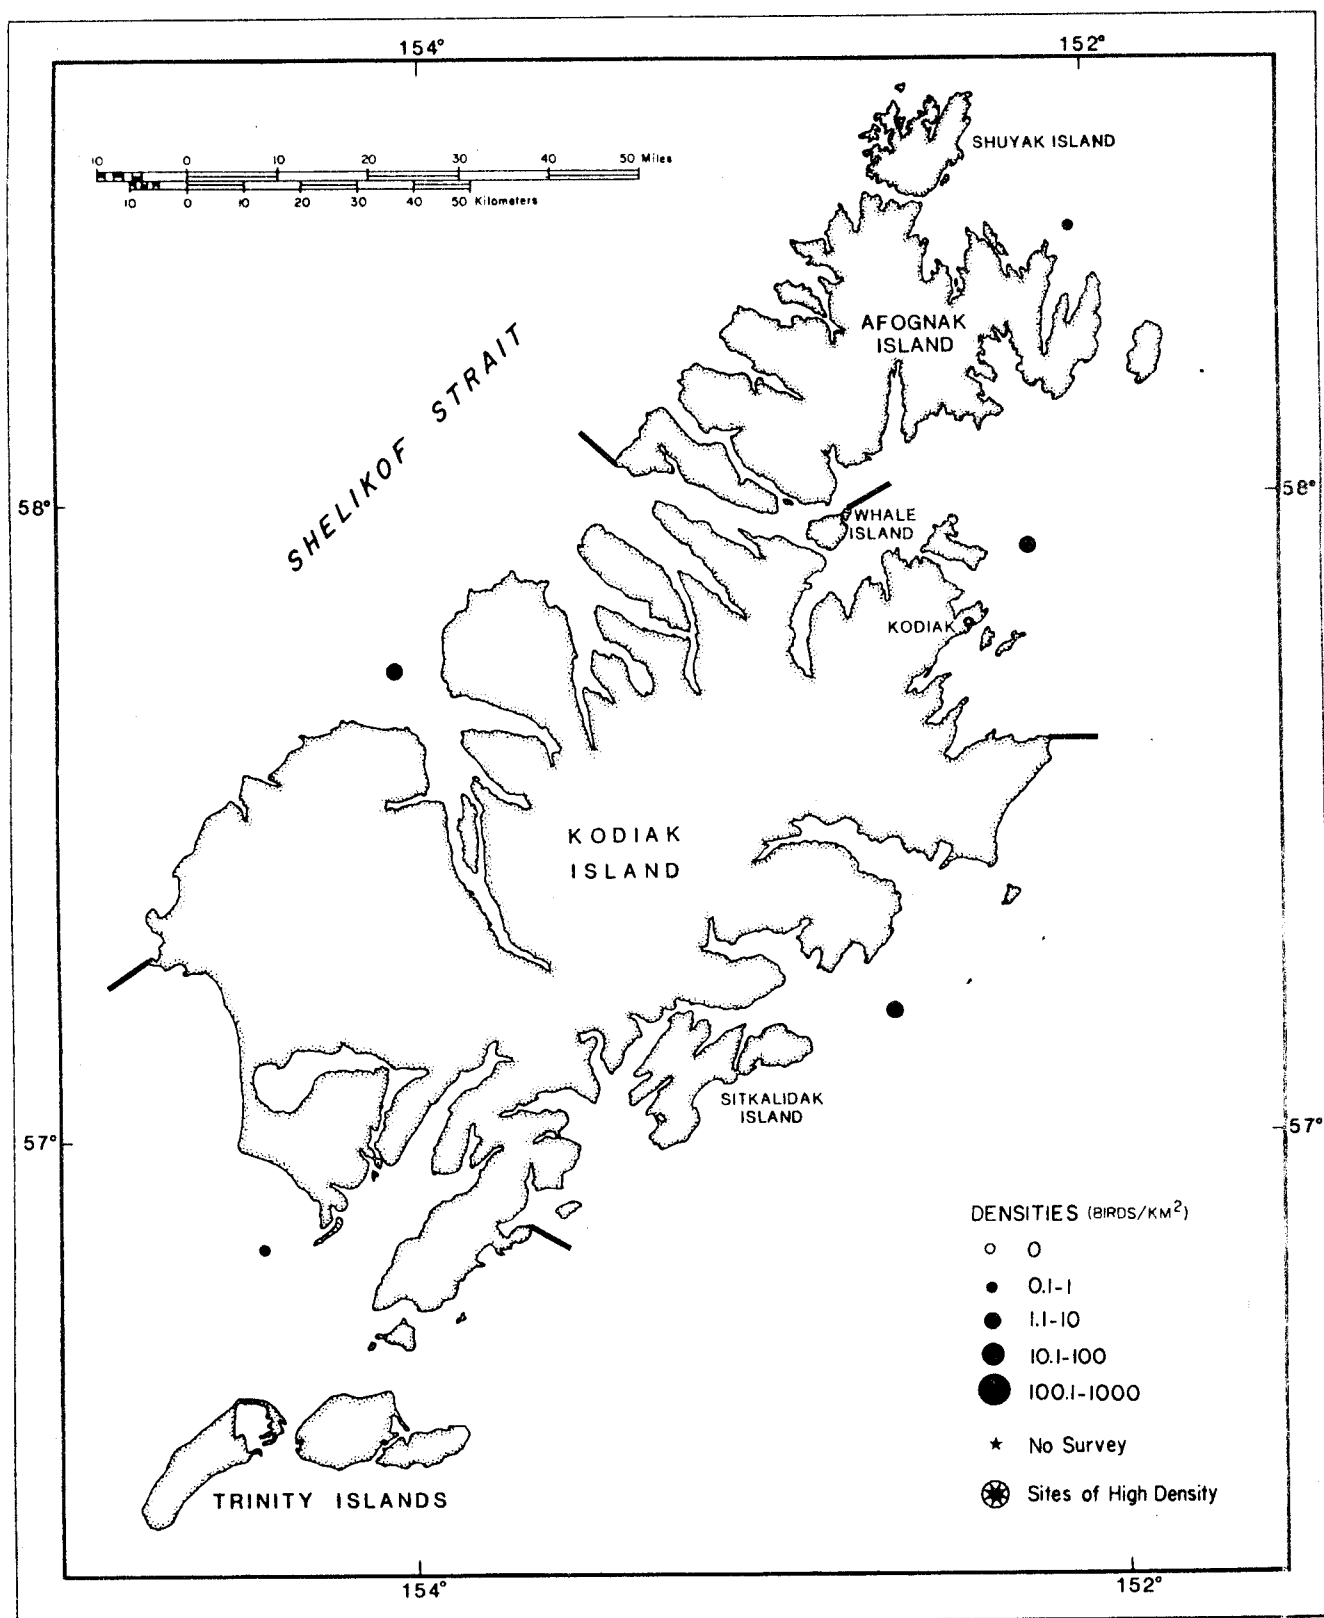 154°
152°
SHUYAK ISLAND
10 0 10 20 30 40 50 Miles
10 0 10 20 30 40 50 Kilometers
AFOGNAK
ISLAND
SHELIKOF STRAIT
58°
58°
WHALE
ISLAND
KODIAK
KODIAK
ISLAND
SITKALIDAK
ISLAND
57°
57°
DENSITIES (BIRDS/KM²)
0
0.1-1
1.1-10
10.1-100
100.1-1000
No Survey
Sites of High Density
TRINITY ISLANDS
154°
152°